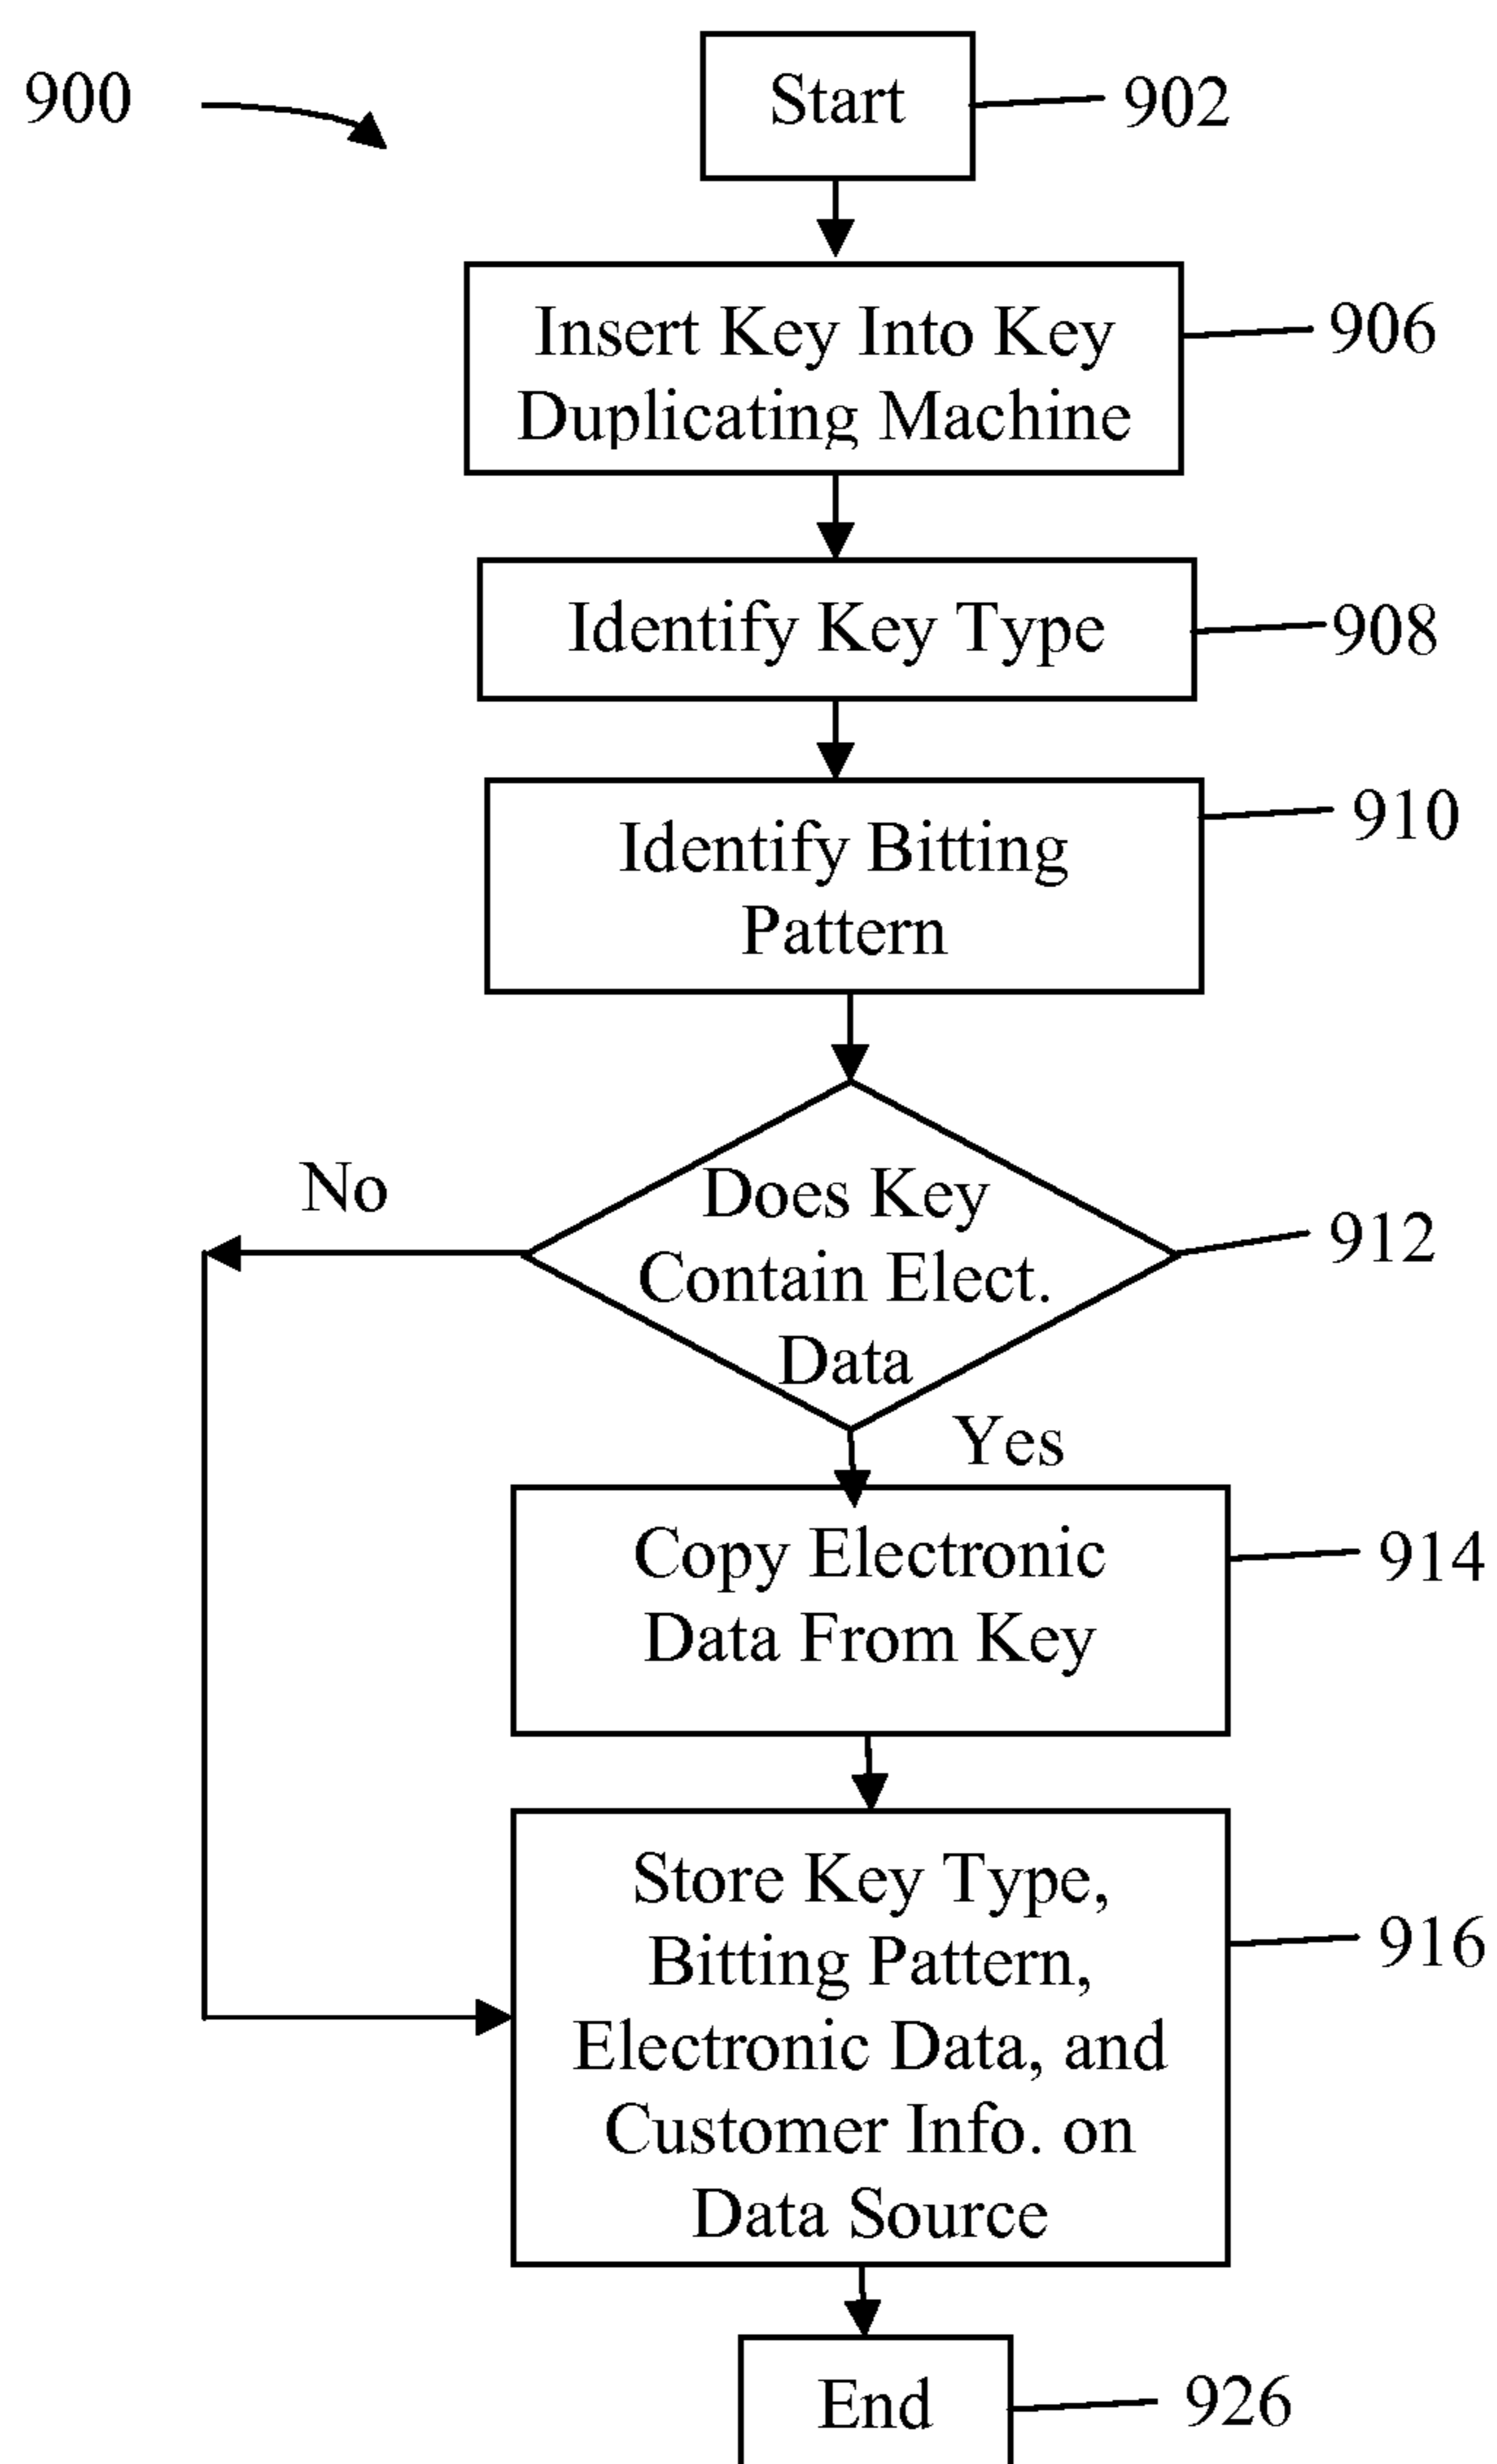 900
Start
902
Insert Key Into Key
Duplicating Machine
906
Identify Key Type
908
Identify Bitting
Pattern
910
No
Does Key
Contain Elect.
Data
912
Yes
Copy Electronic
Data From Key
914
Store Key Type,
Bitting Pattern,
Electronic Data, and
Customer Info. on
Data Source
916
End
926